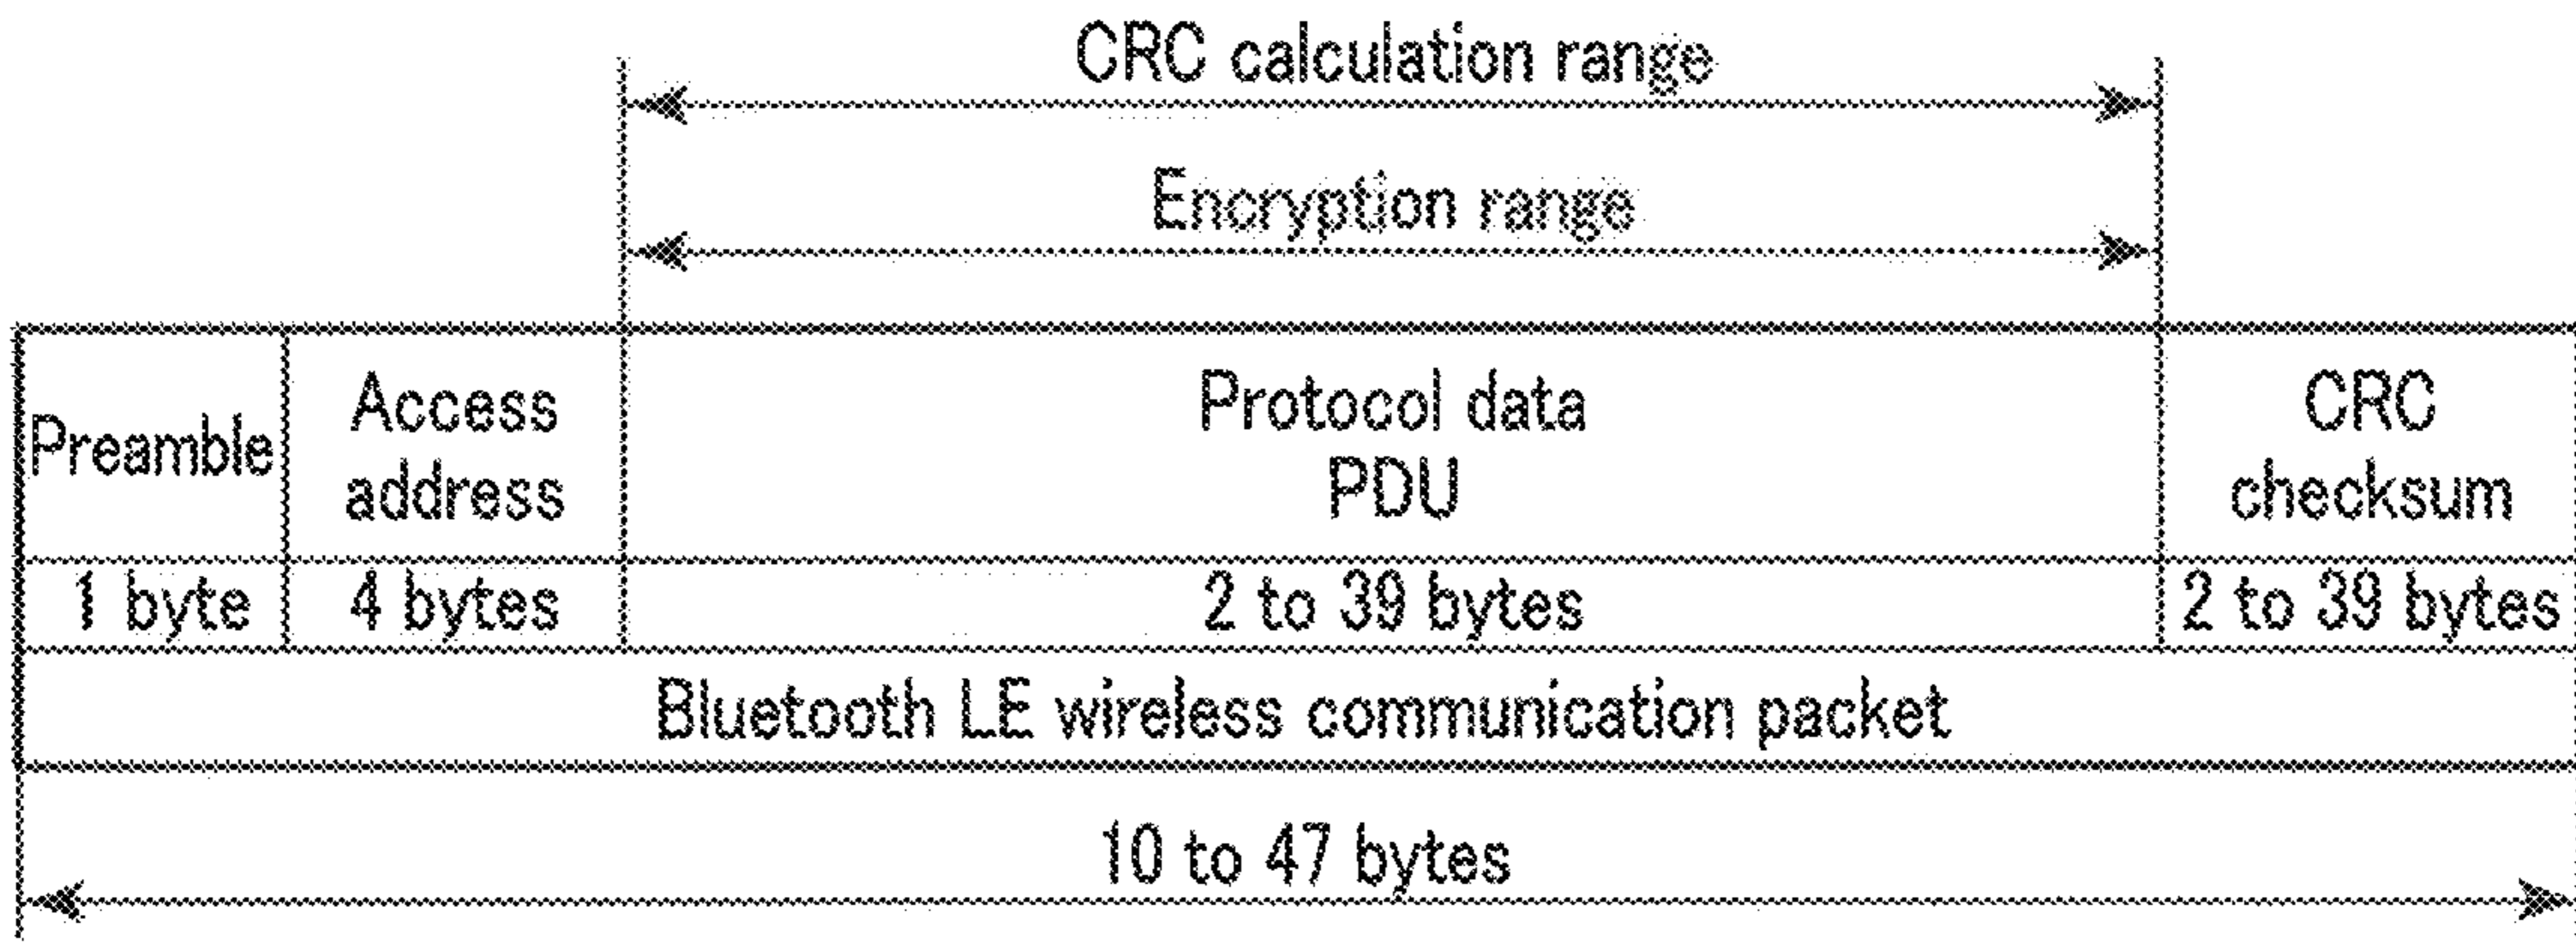 CRC calculation range
Encryption range
Preamble
Access
address
Protocol data
PDU
CRC
checksum
1 byte
4 bytes
2 to 39 bytes
2 to 39 bytes
Bluetooth LE wireless communication packet
10 to 47 bytes